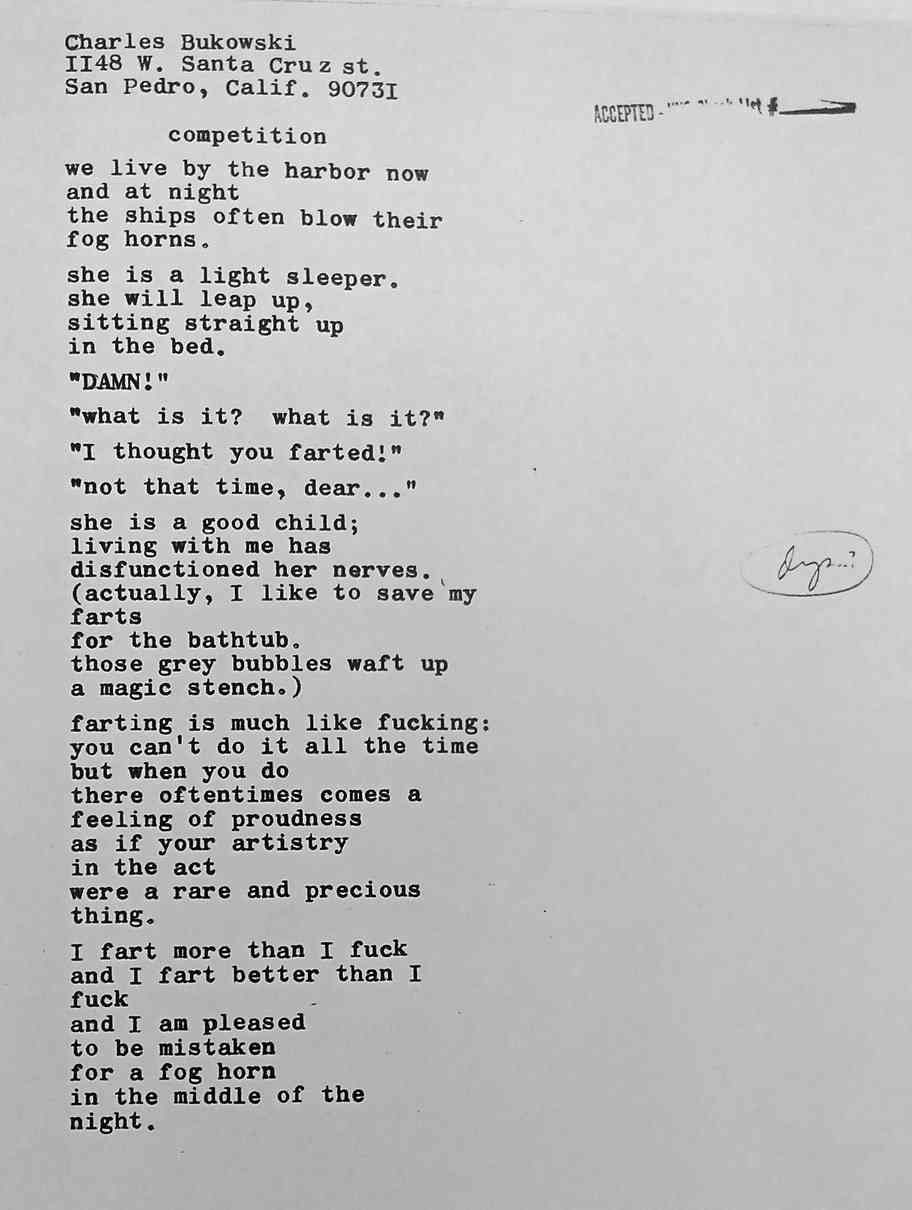 Charles Bukowski
II48 W. Santa Cruz st.
San Pedro, Calif. 9073I
ACCEPTED -
competition
we live by the harbor now
and at night
the ships often blow their
fog horns.
she is a light sleeper.
she will leap up,
sitting straight up
in the bed.
"DAMN!"
"what is it?  what is it?"
"I thought you farted!"
"not that time, dear..."
she is a good child;
living with me has
disfunctioned her nerves.
(actually, I like to save my
farts
for the bathtub.
those grey bubbles waft up
a magic stench.)
farting is much like fucking:
you can't do it all the time
but when you do
there oftentimes comes a
feeling of proudness
as if your artistry
in the act
were a rare and precious
thing.
I fart more than I fuck
and I fart better than I
fuck
and I am pleased
to be mistaken
for a fog horn
in the middle of the
night.